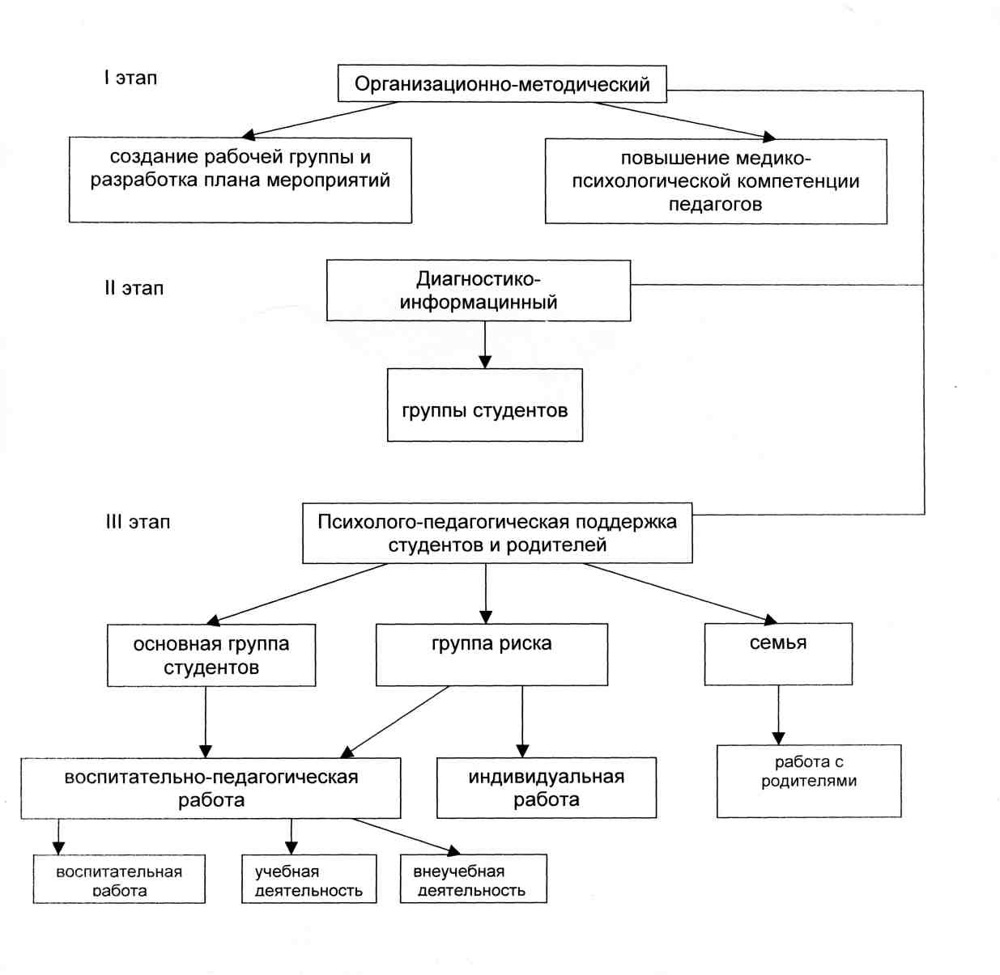 I этап
Организационно-методический
создание рабочей группы и
разработка плана мероприятий
повышение медико-
психологической компетенции
педагогов
II этап
Диагностико-
информацинный
группы студентов
III этап
Психолого-педагогическая поддержка
студентов и родителей
основная группа
студентов
группа риска
семья
воспитательно-педагогическая
работа
индивидуальная
работа
работа с
родителями
воспитательная
работа
учебная
деятельность
внеучебная
деятельность